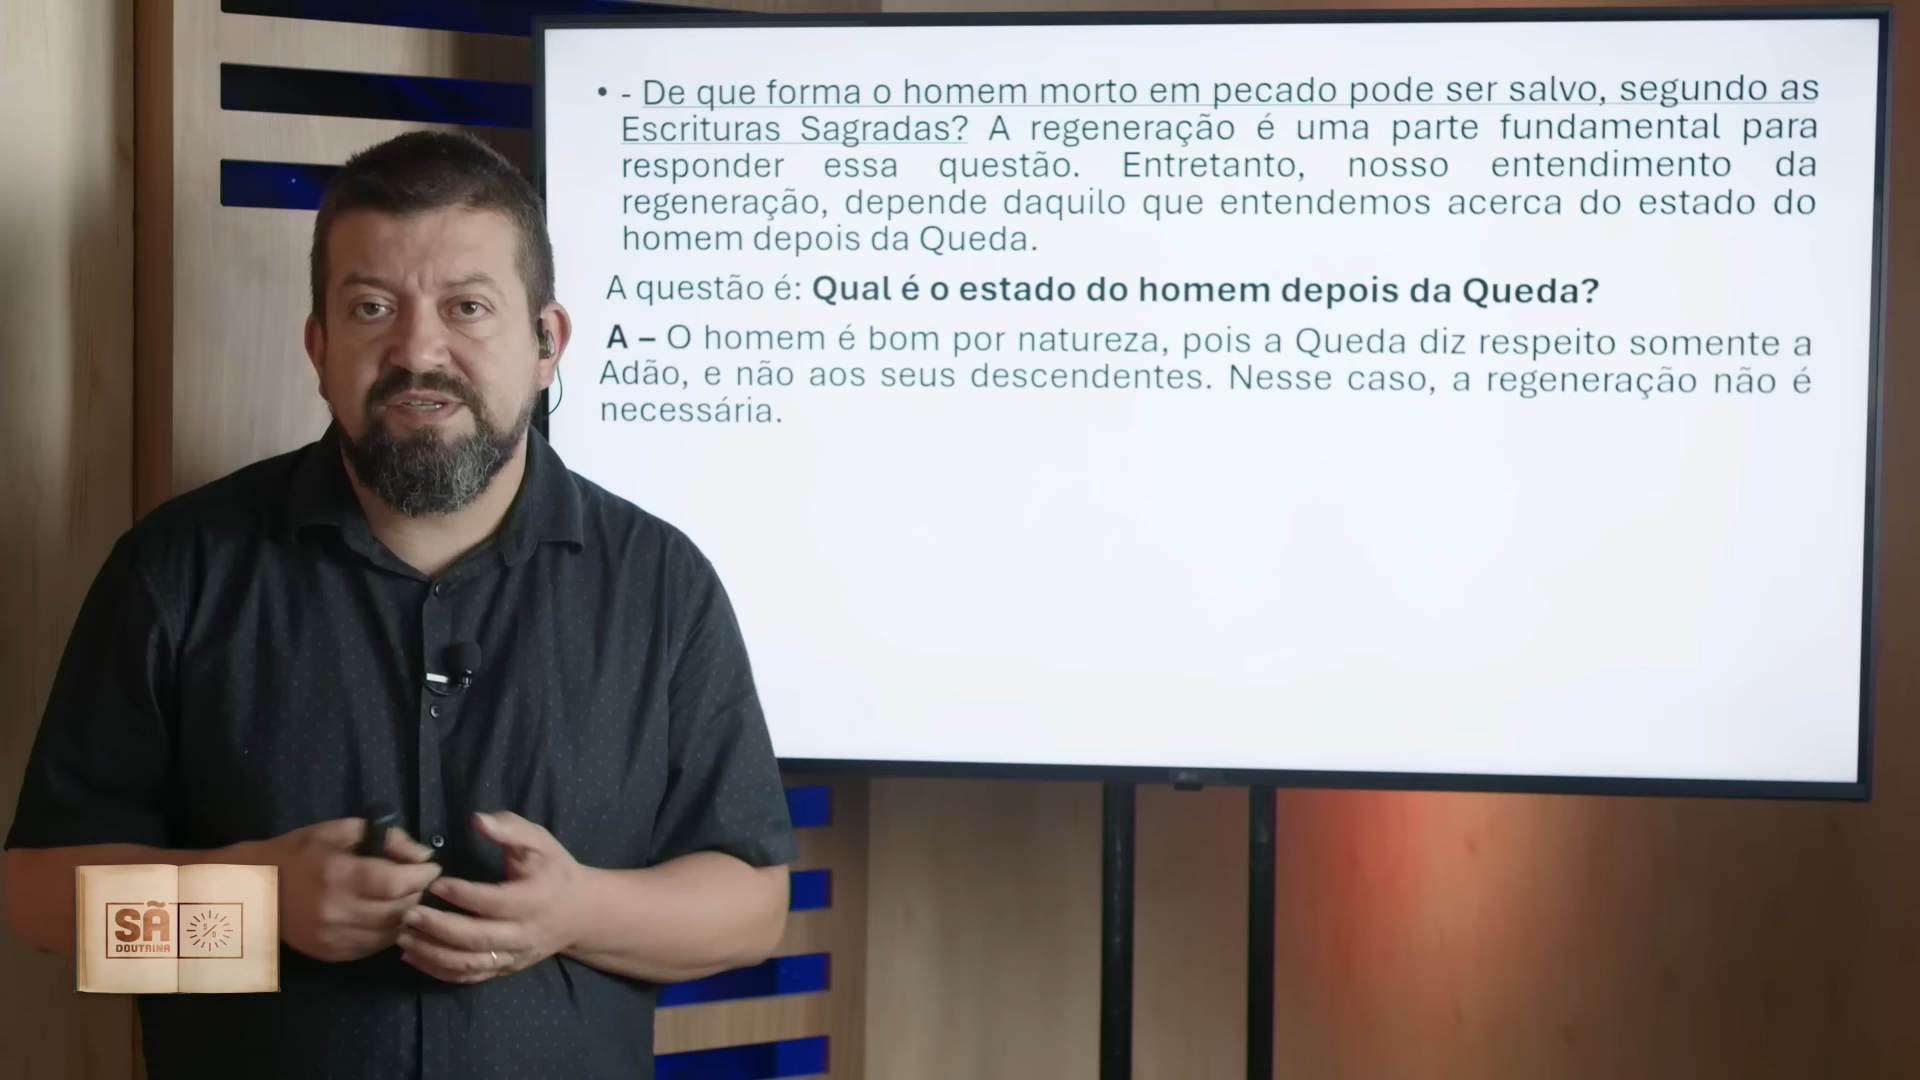 • - De que forma o homem morto em pecado pode ser salvo, segundo as
Escrituras Sagradas? A regeneração é uma parte fundamental para
responder essa questão. Entretanto, nosso entendimento da
regeneração, depende daquilo que entendemos acerca do estado do
homem depois da Queda.
A questão é: Qual é o estado do homem depois da Queda?
A – O homem é bom por natureza, pois a Queda diz respeito somente a
Adão, e não aos seus descendentes. Nesse caso, a regeneração não é
necessária.
SÃ
DOUTRINA
S/D